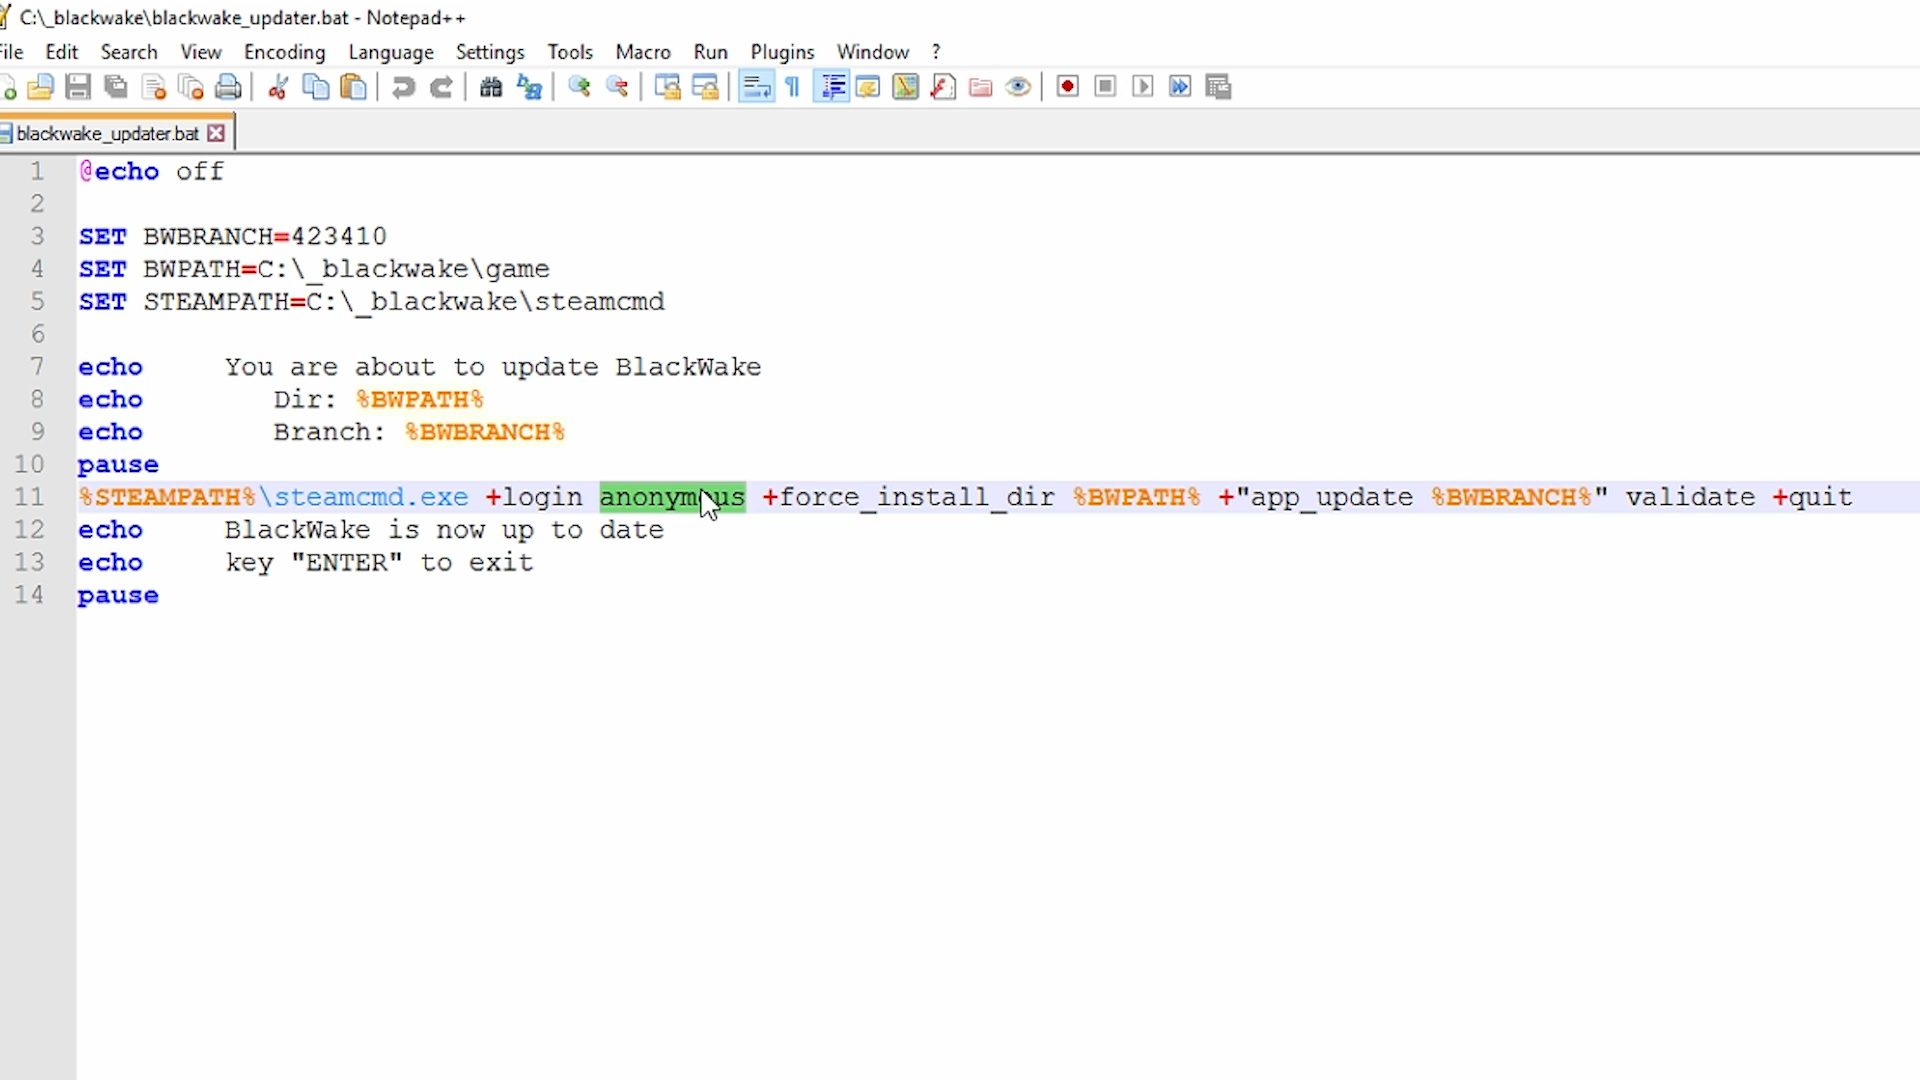 C:\_blackwake\blackwake_updater.bat - Notepad++
File Edit Search View Encoding Language Settings Tools Macro Run Plugins Window ?
blackwake_updater.bat
1 @echo off
2
3 SET BWBRANCH=423410
4 SET BWPATH=C:\_blackwake\game
5 SET STEAMPATH=C:\_blackwake\steamcmd
6
7 echo You are about to update BlackWake
8 echo Dir: %BWPATH%
9 echo Branch: %BWBRANCH%
10 pause
11 %STEAMPATH%\steamcmd.exe +login anonymous +force_install_dir %BWPATH% +"app_update %BWBRANCH%" validate +quit
12 echo BlackWake is now up to date
13 echo key "ENTER" to exit
14 pause